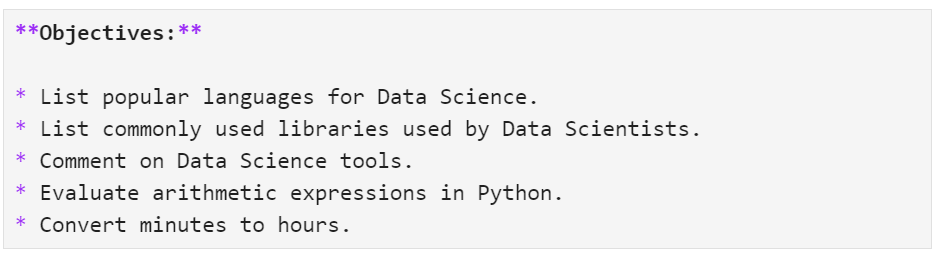 **Objectives:**
* List popular languages for Data Science.
* List commonly used libraries used by Data Scientists.
* Comment on Data Science tools.
* Evaluate arithmetic expressions in Python.
* Convert minutes to hours.